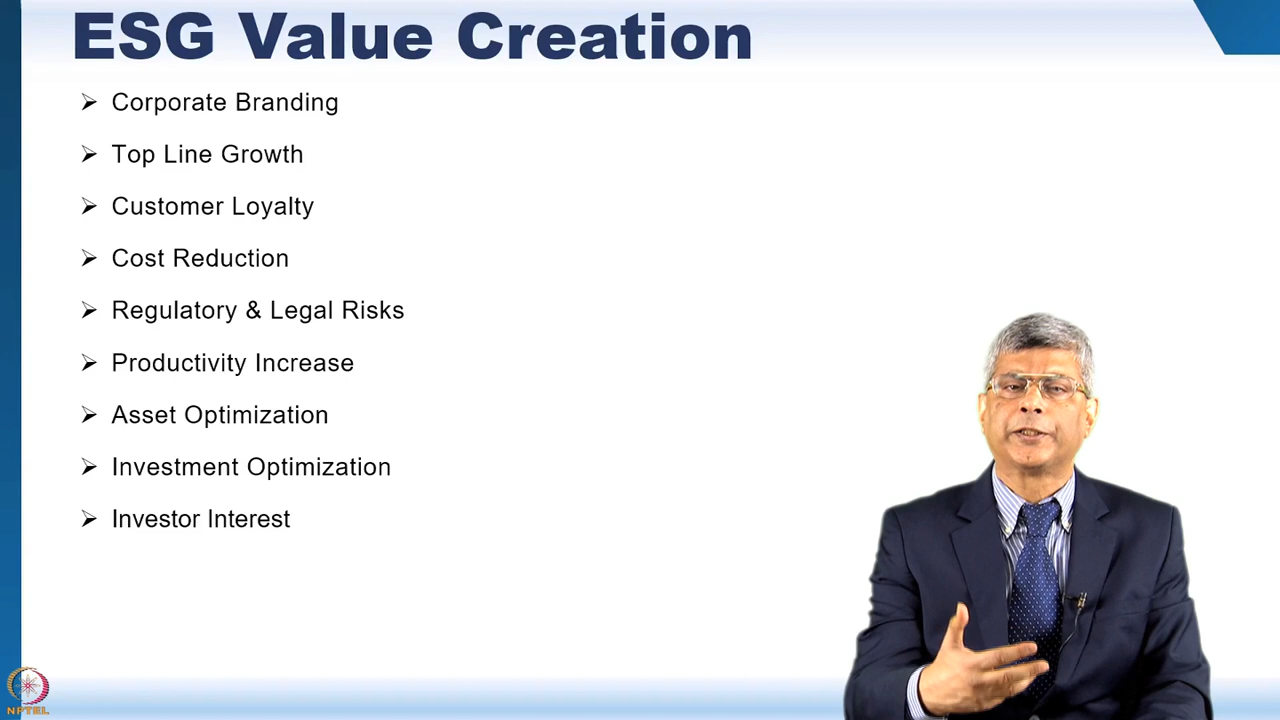 ESG Value Creation
➢ Corporate Branding
➢ Top Line Growth
➢ Customer Loyalty
➢ Cost Reduction
➢ Regulatory & Legal Risks
➢ Productivity Increase
➢ Asset Optimization
➢ Investment Optimization
➢ Investor Interest
NPTEL